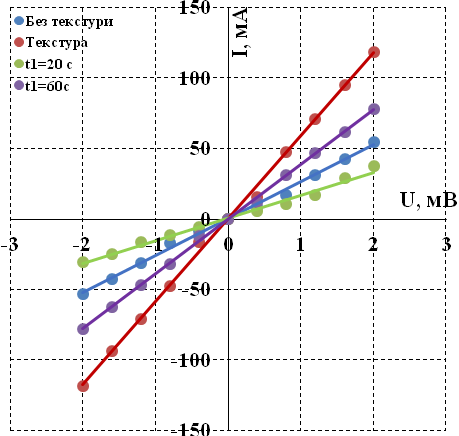 150
Без текстури
Текстура
t1=20 с
t1=60с
I, мА
100
50
U, мВ
0
-3
-2
-1
0
1
2
3
-50
-100
-150